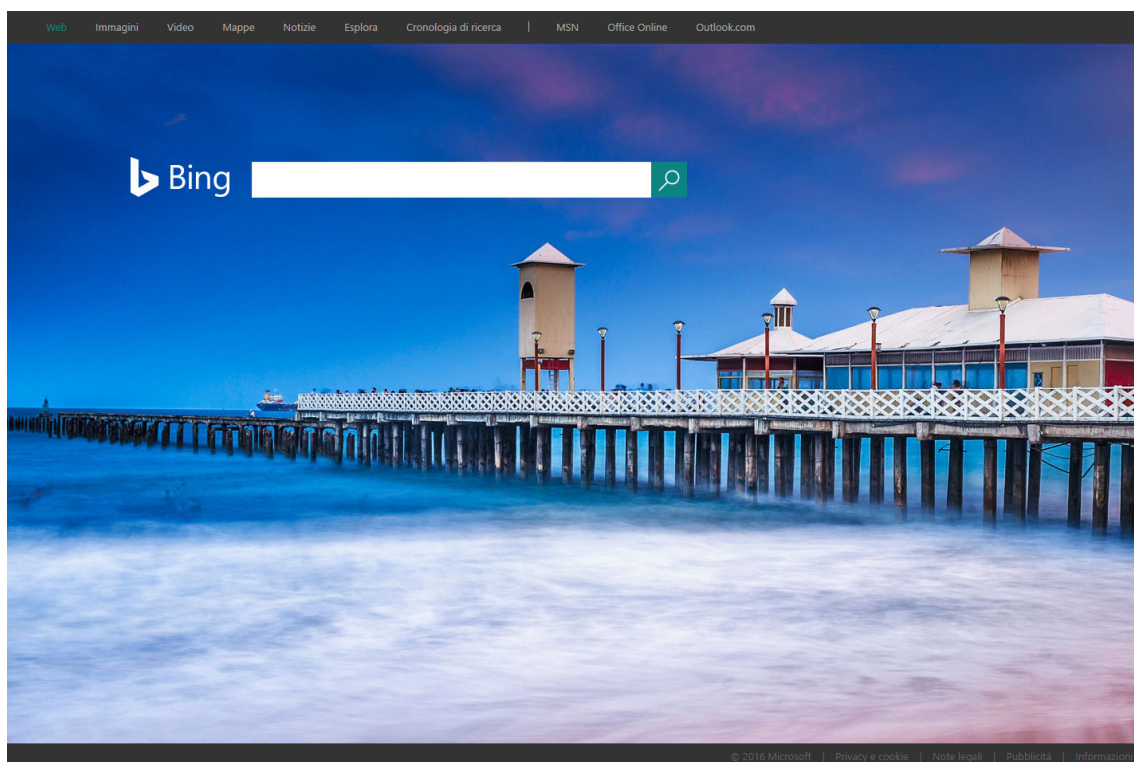 Web Immagini Video Mappe Notizie Esplora Cronologia di ricerca | MSN Office Online Outlook.com
Bing
© 2016 Microsoft | Privacy e cookie | Note legali | Pubblicità | Informazioni